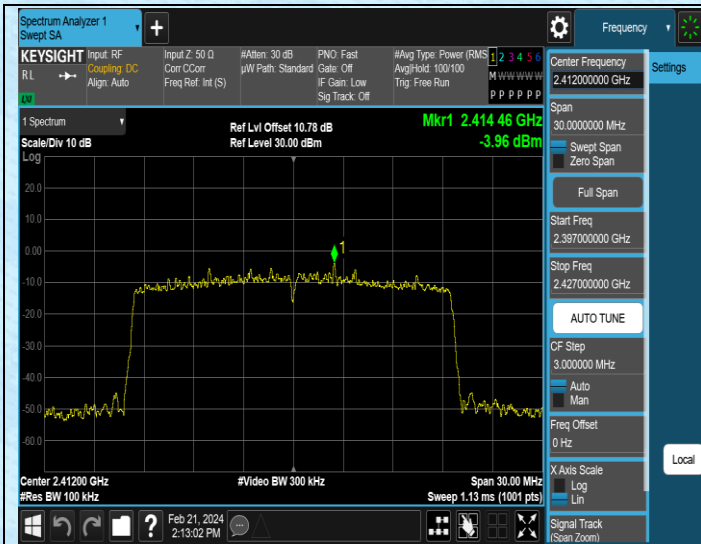 Spectrum Analyzer 1
Swept SA
+
Frequency
KEYSIGHT
RL
LXI
Input: RF
Coupling: DC
Align: Auto
Input Z: 50 Ω
Corr CCorr
Freq Ref: Int (S)
#Atten: 30 dB
µW Path: Standard
PNO: Fast
Gate: Off
IF Gain: Low
Sig Track: Off
#Avg Type: Power (RMS
Avg|Hold: 100/100
Trig: Free Run
1 2 3 4 5 6
M W W W W W
P P P P P P
1 Spectrum
Scale/Div 10 dB
Log
Ref Lvl Offset 10.78 dB
Ref Level 30.00 dBm
Mkr1 2.414 46 GHz
-3.96 dBm
20.0
10.0
0.00
-10.0
-20.0
-30.0
-40.0
-50.0
-60.0
1
Center 2.41200 GHz
#Res BW 100 kHz
#Video BW 300 kHz
Span 30.00 MHz
Sweep 1.13 ms (1001 pts)
Feb 21, 2024
2:13:02 PM
?
Center Frequency
2.412000000 GHz
Span
30.0000000 MHz
Swept Span
Zero Span
Full Span
Start Freq
2.397000000 GHz
Stop Freq
2.427000000 GHz
AUTO TUNE
CF Step
3.000000 MHz
Auto
Man
Freq Offset
0 Hz
X Axis Scale
Log
Lin
Signal Track
(Span Zoom)
Settings
Local